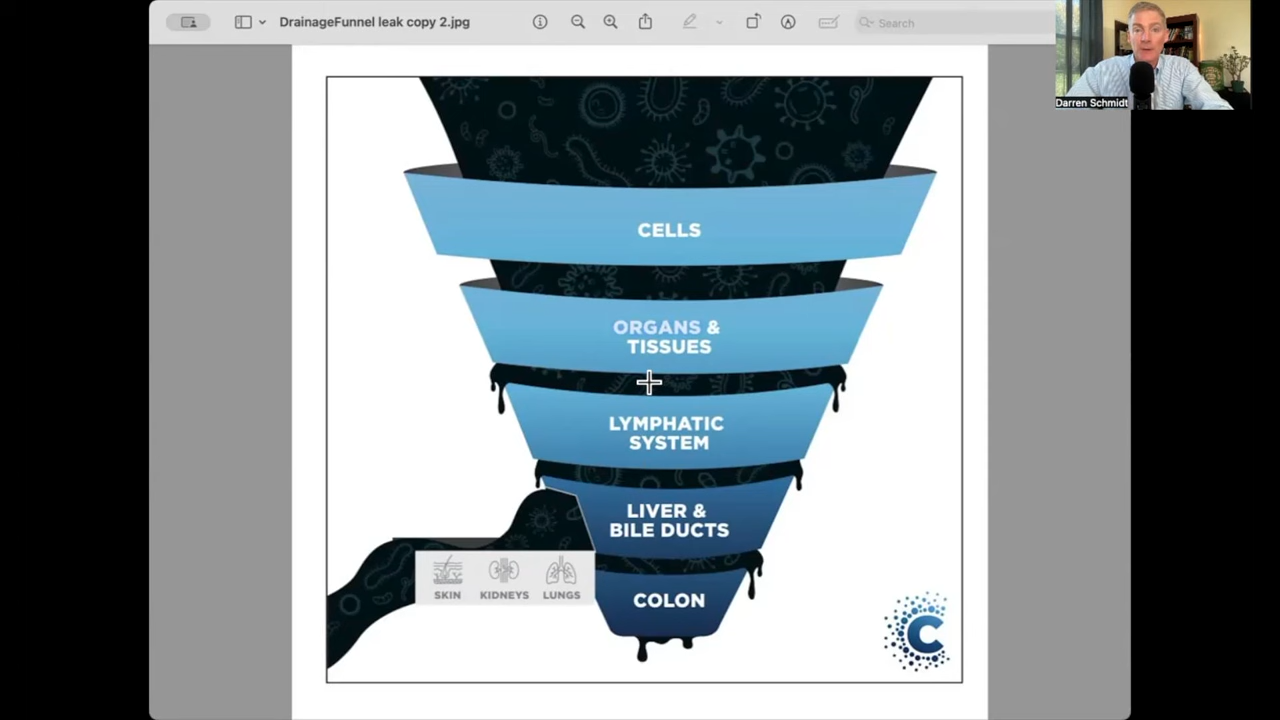 DrainageFunnel leak copy 2.jpg
Search
Darren Schmidt
CELLS
ORGANS &
TISSUES
LYMPHATIC
SYSTEM
LIVER &
BILE DUCTS
SKIN KIDNEYS LUNGS
COLON
C